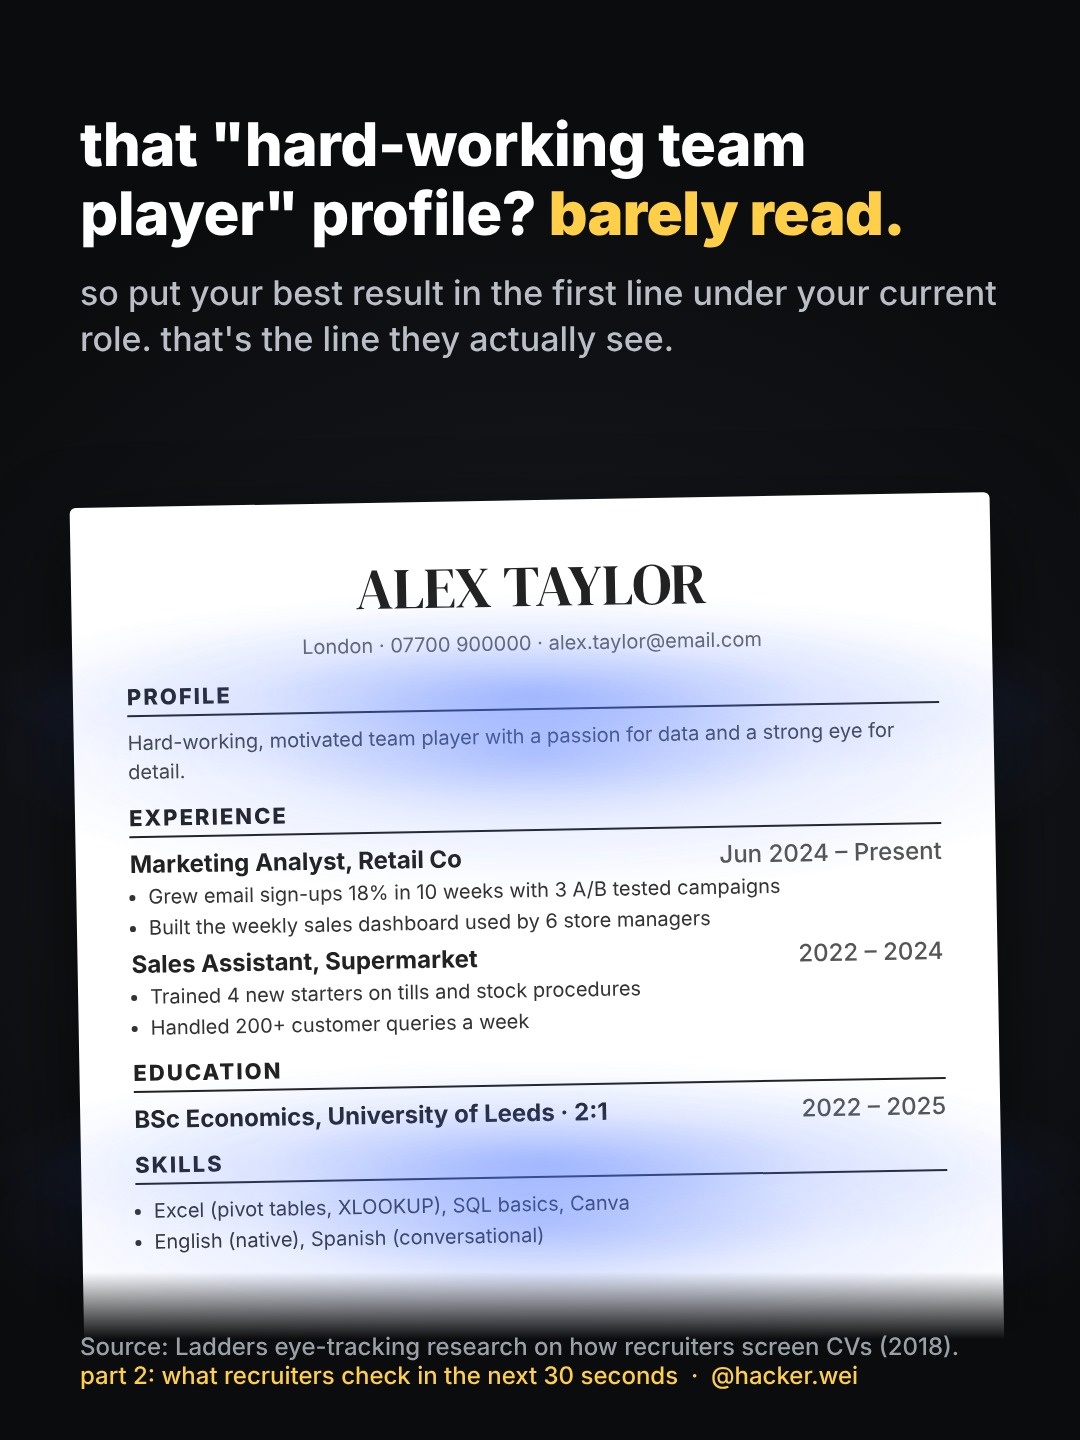 that "hard-working team
player" profile? barely read.
so put your best result in the first line under your current
role. that's the line they actually see.
ALEX TAYLOR
London · 07700 900000 · alex.taylor@email.com
PROFILE
Hard-working, motivated team player with a passion for data and a strong eye for
detail.
EXPERIENCE
Marketing Analyst, Retail Co Jun 2024 – Present
• Grew email sign-ups 18% in 10 weeks with 3 A/B tested campaigns
• Built the weekly sales dashboard used by 6 store managers
Sales Assistant, Supermarket 2022 – 2024
• Trained 4 new starters on tills and stock procedures
• Handled 200+ customer queries a week
EDUCATION
BSc Economics, University of Leeds · 2:1 2022 – 2025
SKILLS
• Excel (pivot tables, XLOOKUP), SQL basics, Canva
• English (native), Spanish (conversational)
Source: Ladders eye-tracking research on how recruiters screen CVs (2018).
part 2: what recruiters check in the next 30 seconds · @hacker.wei